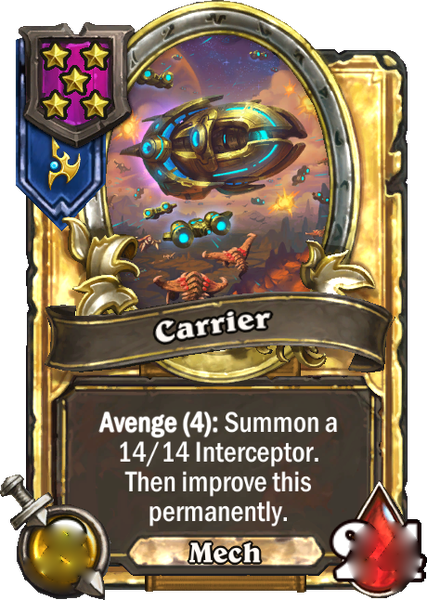 Carrier
Avenge (4): Summon a
14/14 Interceptor.
Then improve this
permanently.
Mech